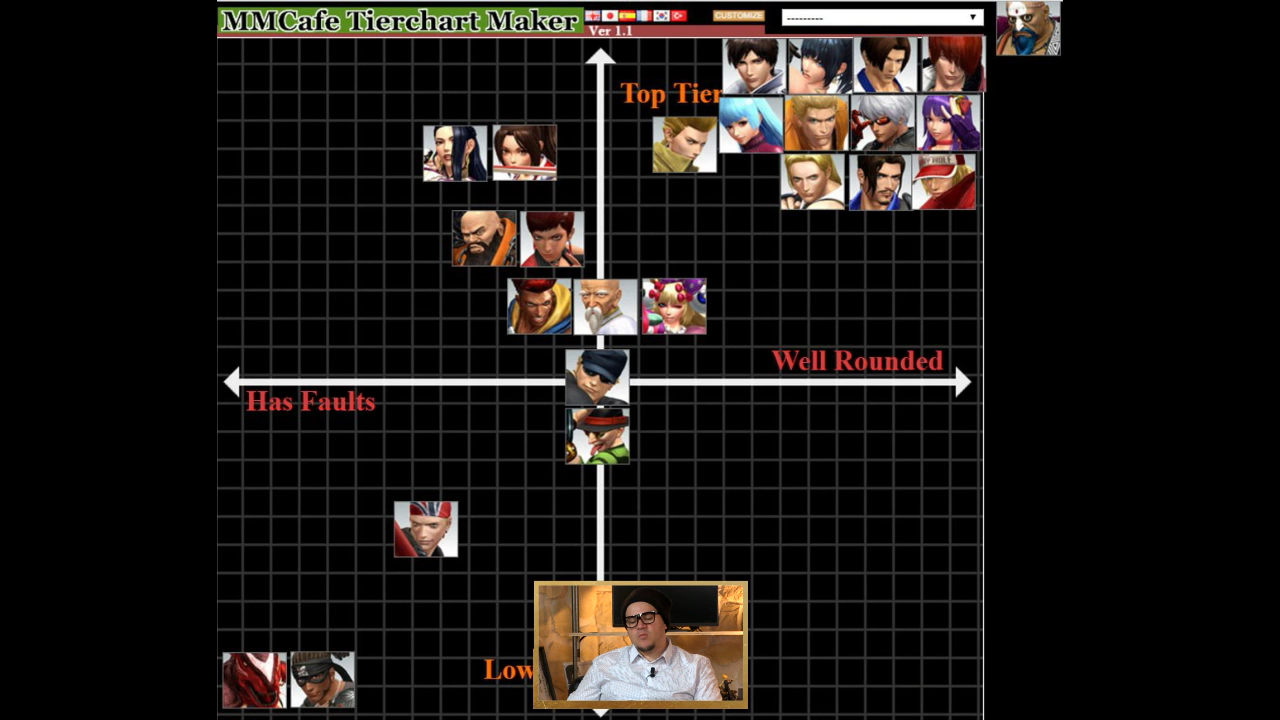 MMCafe Tierchart Maker
CUSTOMIZE
---------
Ver 1.1
Top Tier
Well Rounded
Has Faults
Low